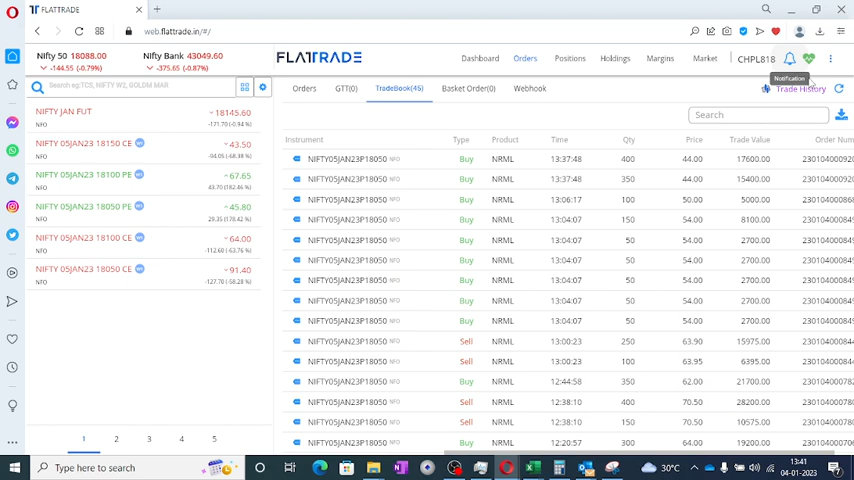 FLATTRADE
web.flattrade.in/#/
Nifty 50 18088.00
-144.55 (-0.79%)
Nifty Bank 43049.60
-375.65 (-0.87%)
FLATTRADE
Dashboard Orders Positions Holdings Margins Market CHPL818
Notification
Search eg:TCS, NIFTY W2, GOLDM MAR
Orders GTT(0) TradeBook(45) Basket Order(0) Webhook Trade History
Search
NIFTY JAN FUT 18145.60
NFO -171.70 (-0.94 %)
NIFTY 05JAN23 18150 CE 43.50
NFO -94.05 (-68.38 %)
NIFTY 05JAN23 18100 PE 67.65
NFO 43.70 (182.46 %)
NIFTY 05JAN23 18050 PE 45.80
NFO 29.35 (178.42 %)
NIFTY 05JAN23 18100 CE 64.00
NFO -112.60 (-63.76 %)
NIFTY 05JAN23 18050 CE 91.40
NFO -127.70 (-58.28 %)
1 2 3 4 5
Instrument Type Product Time Qty Price Trade Value Order Num
NIFTY05JAN23P18050 NFO Buy NRML 13:37:48 400 44.00 17600.00 230104000920
NIFTY05JAN23P18050 NFO Buy NRML 13:37:48 350 44.00 15400.00 230104000920
NIFTY05JAN23P18050 NFO Buy NRML 13:06:17 100 50.00 5000.00 230104000868
NIFTY05JAN23P18050 NFO Buy NRML 13:04:07 150 54.00 8100.00 230104000845
NIFTY05JAN23P18050 NFO Buy NRML 13:04:07 50 54.00 2700.00 230104000845
NIFTY05JAN23P18050 NFO Buy NRML 13:04:07 50 54.00 2700.00 230104000845
NIFTY05JAN23P18050 NFO Buy NRML 13:04:07 50 54.00 2700.00 230104000845
NIFTY05JAN23P18050 NFO Buy NRML 13:04:07 50 54.00 2700.00 230104000845
NIFTY05JAN23P18050 NFO Buy NRML 13:04:07 50 54.00 2700.00 230104000845
NIFTY05JAN23P18050 NFO Sell NRML 13:00:23 250 63.90 15975.00 230104000844
NIFTY05JAN23P18050 NFO Sell NRML 13:00:23 100 63.95 6395.00 230104000844
NIFTY05JAN23P18050 NFO Buy NRML 12:44:58 350 62.00 21700.00 230104000782
NIFTY05JAN23P18050 NFO Sell NRML 12:38:10 400 70.50 28200.00 230104000780
NIFTY05JAN23P18050 NFO Sell NRML 12:38:10 150 70.50 10575.00 230104000780
NIFTY05JAN23P18050 NFO Buy NRML 12:20:57 300 64.00 19200.00 230104000706
Type here to search
30°C
13:41
04-01-2023
7